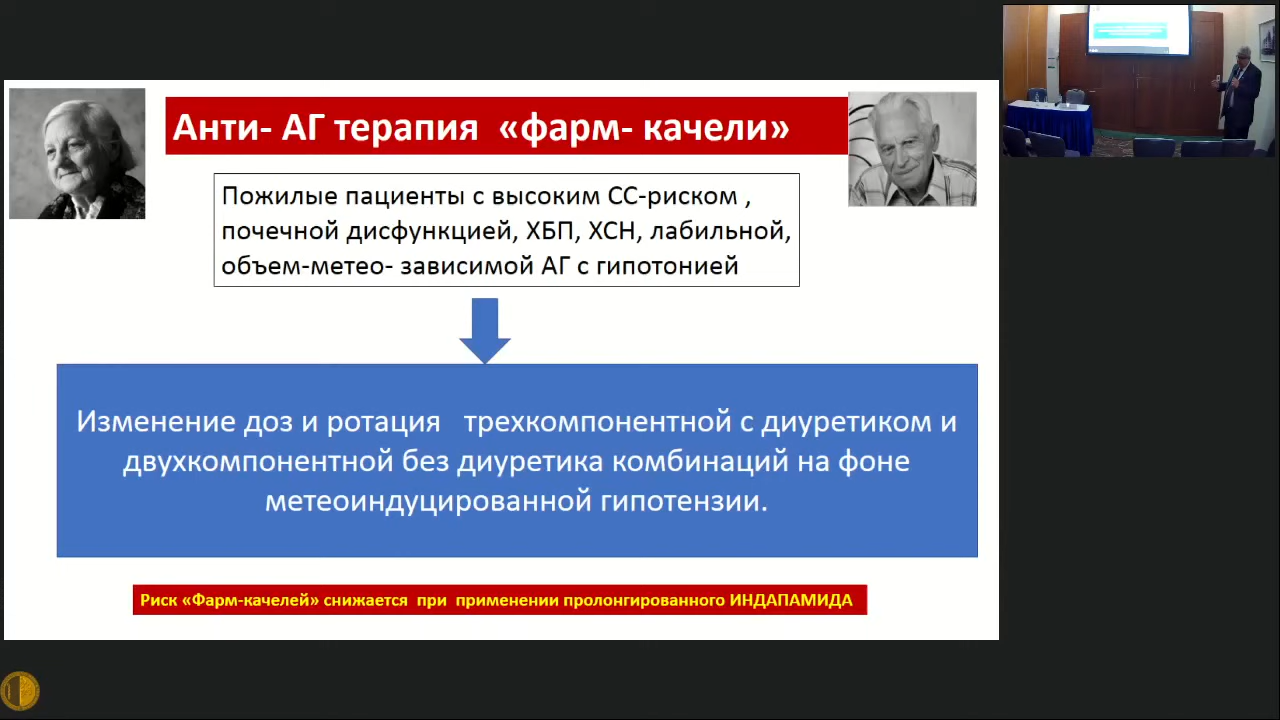 Анти- АГ терапия «фарм- качели»
Пожилые пациенты с высоким СС-риском ,
почечной дисфункцией, ХБП, ХСН, лабильной,
объем-метео- зависимой АГ с гипотонией
Изменение доз и ротация трехкомпонентной с диуретиком и
двухкомпонентной без диуретика комбинаций на фоне
метеоиндуцированной гипотензии.
Риск «Фарм-качелей» снижается при применении пролонгированного ИНДАПАМИДА